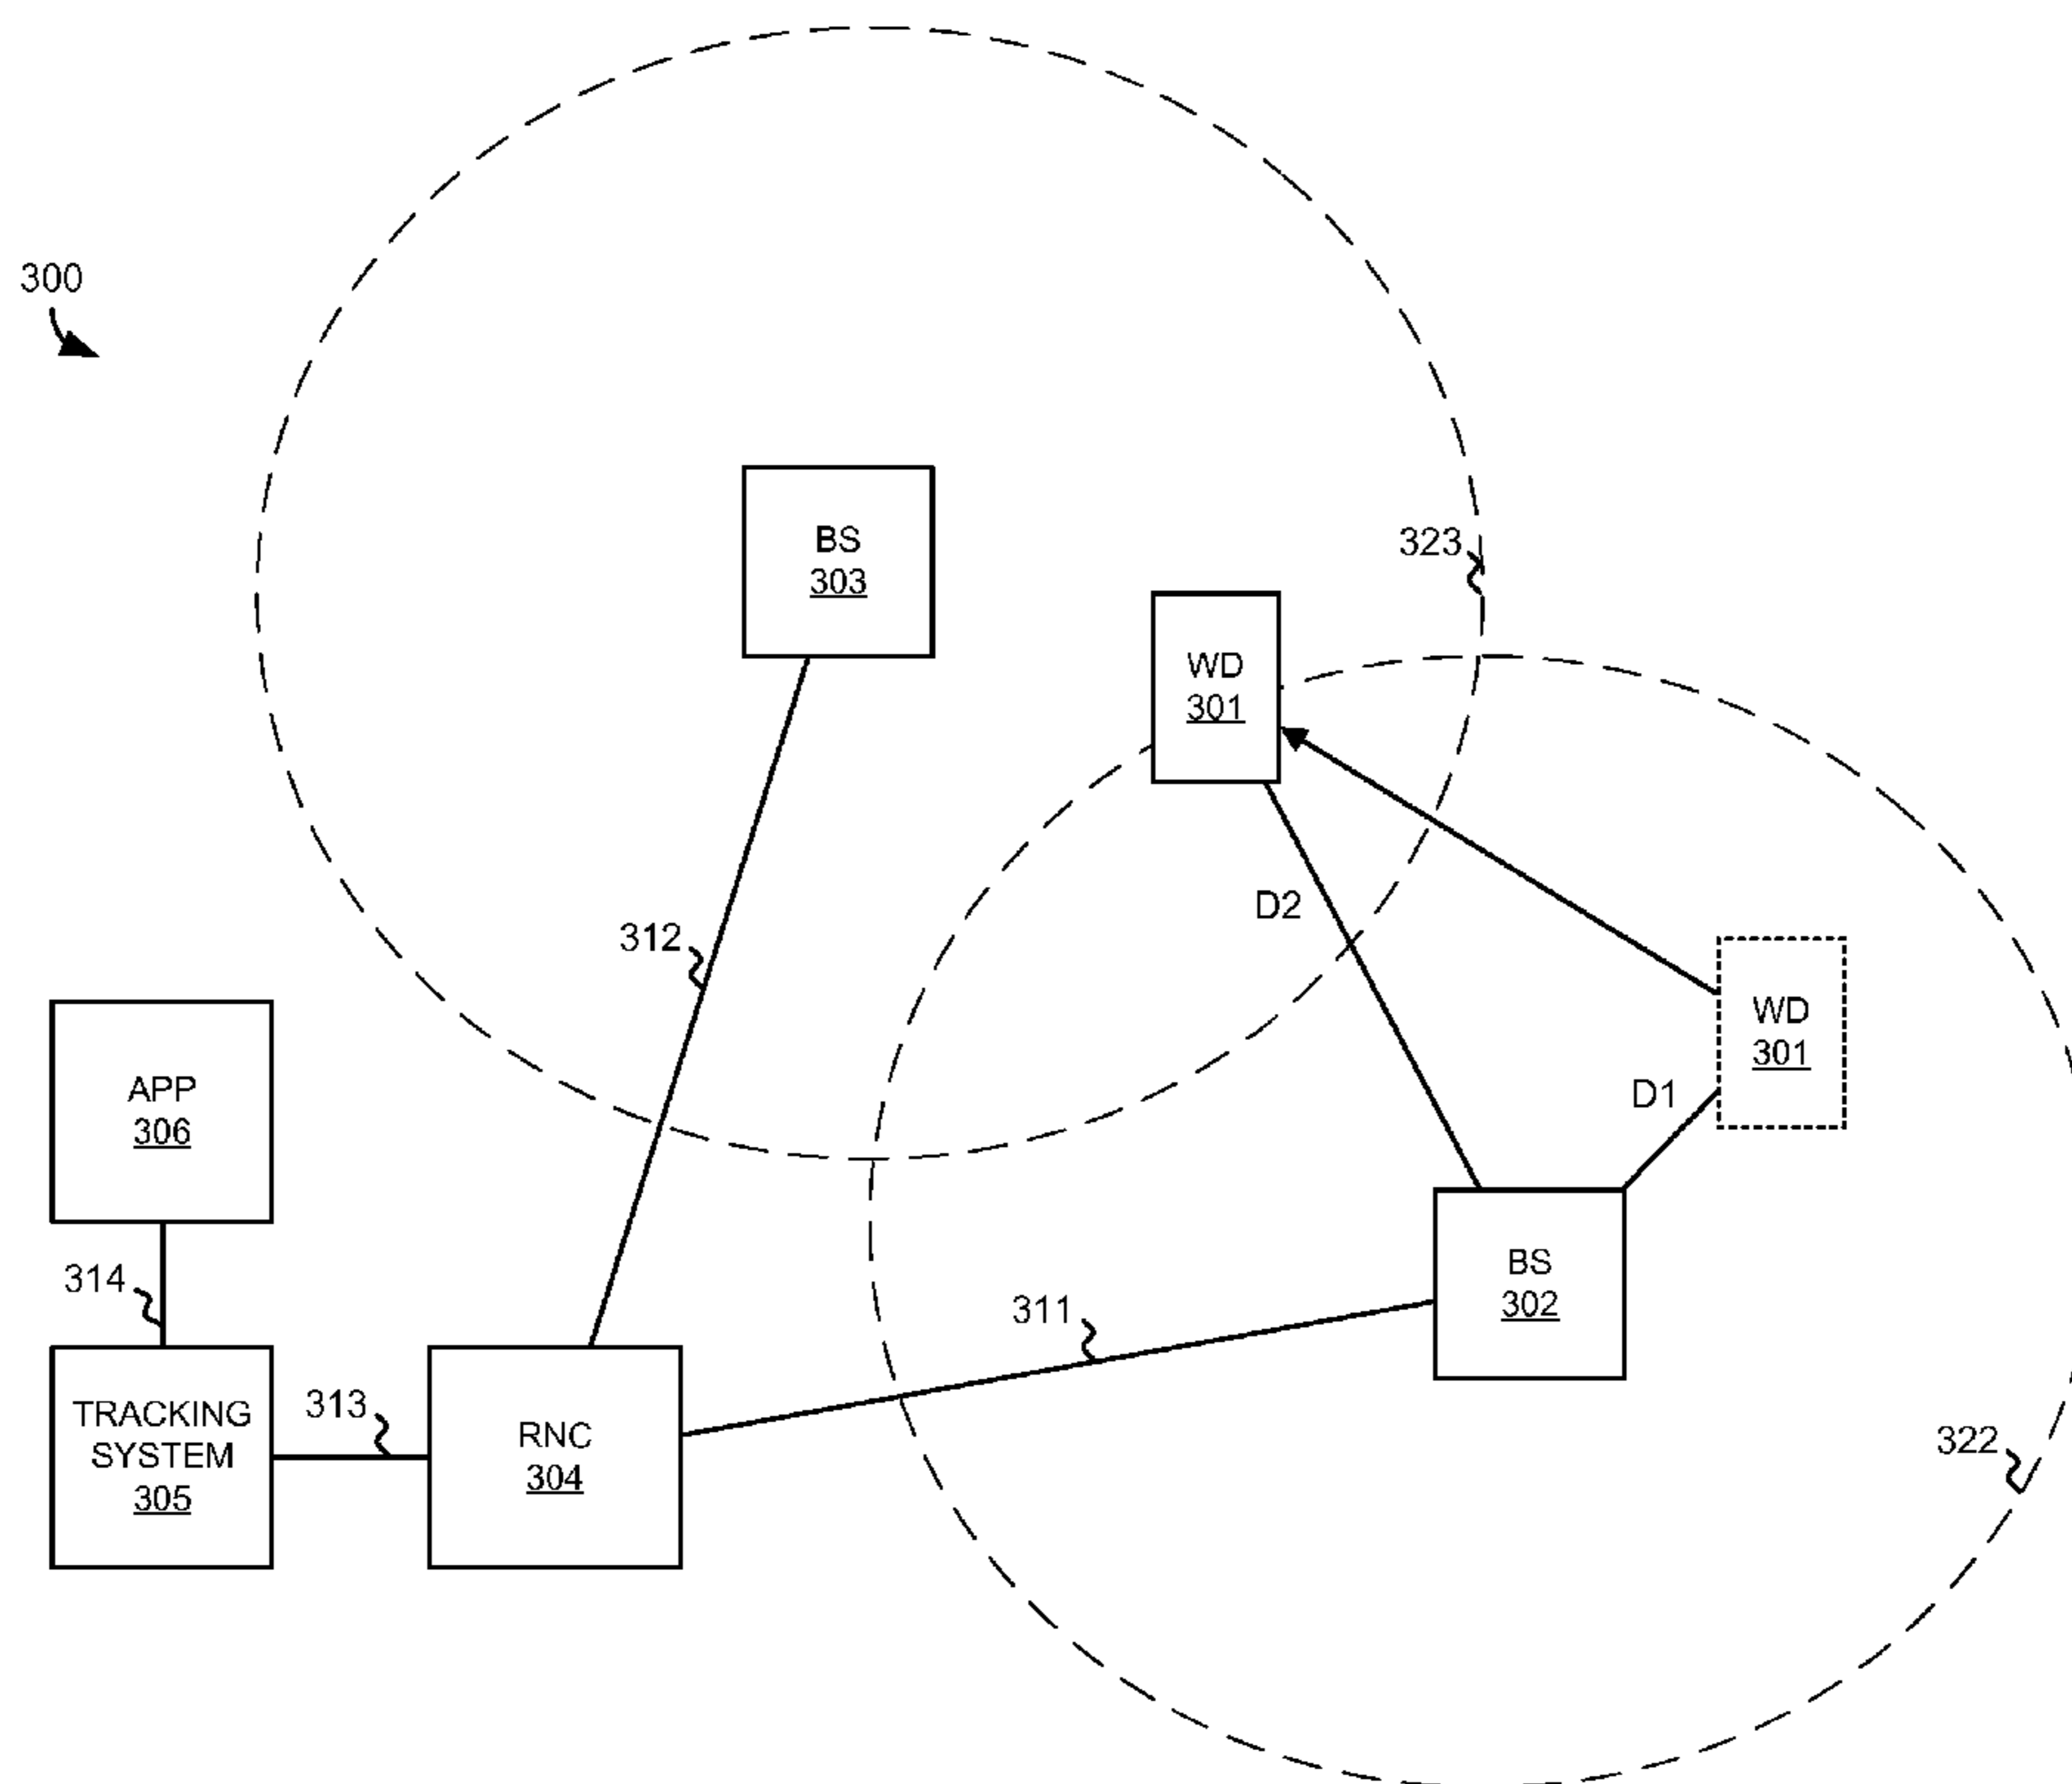 300
BS
303
323
WD
301
D2
312
WD
301
D1
APP
306
314
BS
302
311
313
TRACKING
SYSTEM
305
RNC
304
322